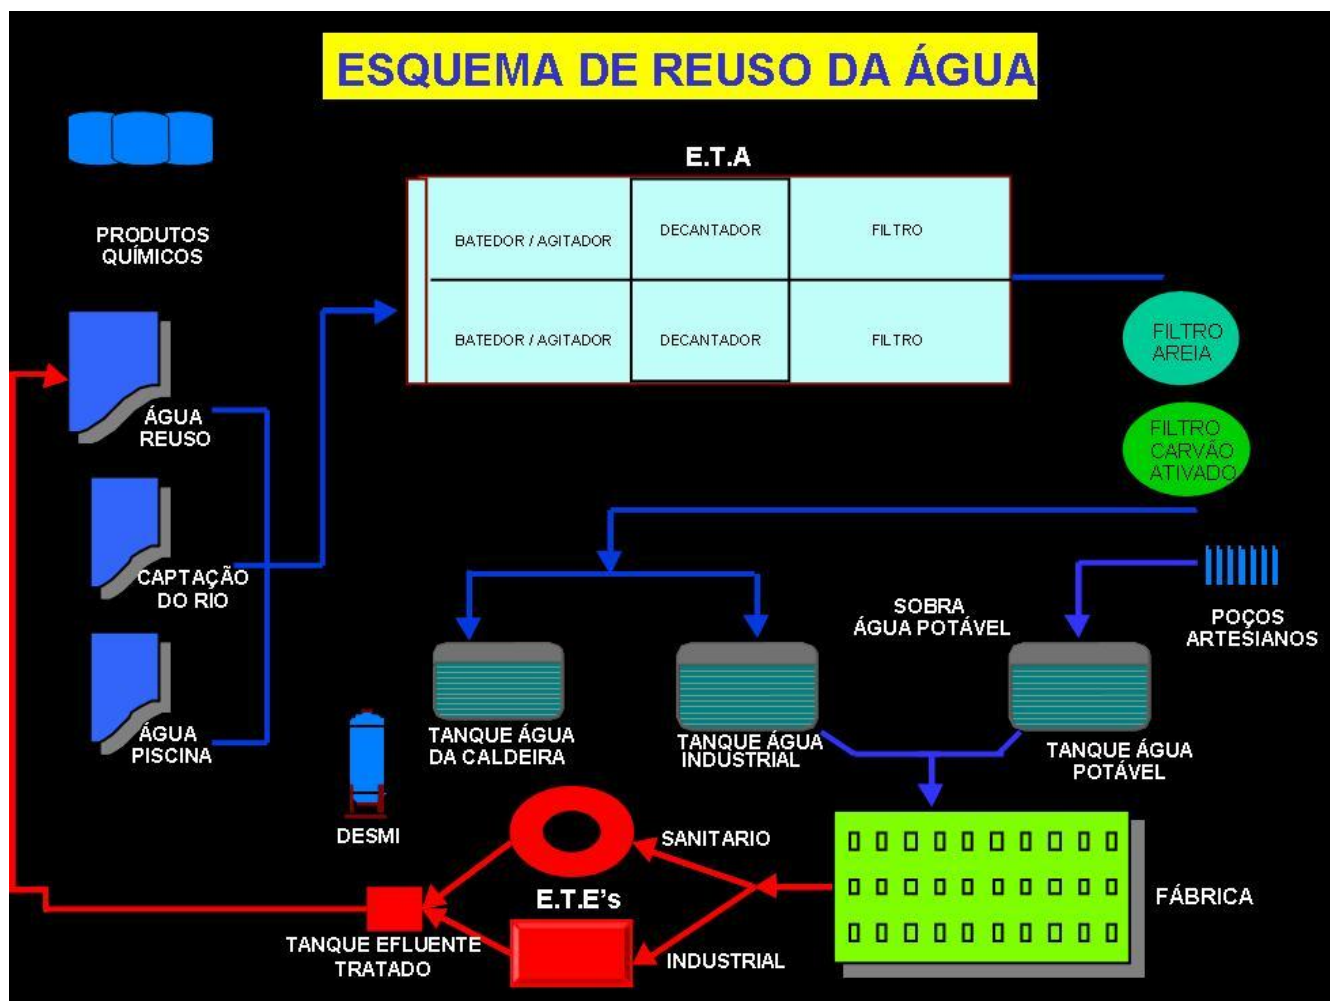 ESQUEMA DE REUSO DA ÁGUA
E.T.A
PRODUTOS
QUÍMICOS
BATEDOR / AGITADOR
DECANTADOR
FILTRO
BATEDOR / AGITADOR
DECANTADOR
FILTRO
FILTRO
AREIA
ÁGUA
REUSO
FILTRO
CARVÃO
ATIVADO
CAPTAÇÃO
DO RIO
SOBRA
ÁGUA POTÁVEL
POÇOS
ARTESIANOS
ÁGUA
PISCINA
TANQUE ÁGUA
DA CALDEIRA
TANQUE ÁGUA
INDUSTRIAL
TANQUE ÁGUA
POTÁVEL
DESMI
SANITARIO
E.T.E's
FÁBRICA
TANQUE EFLUENTE
TRATADO
INDUSTRIAL